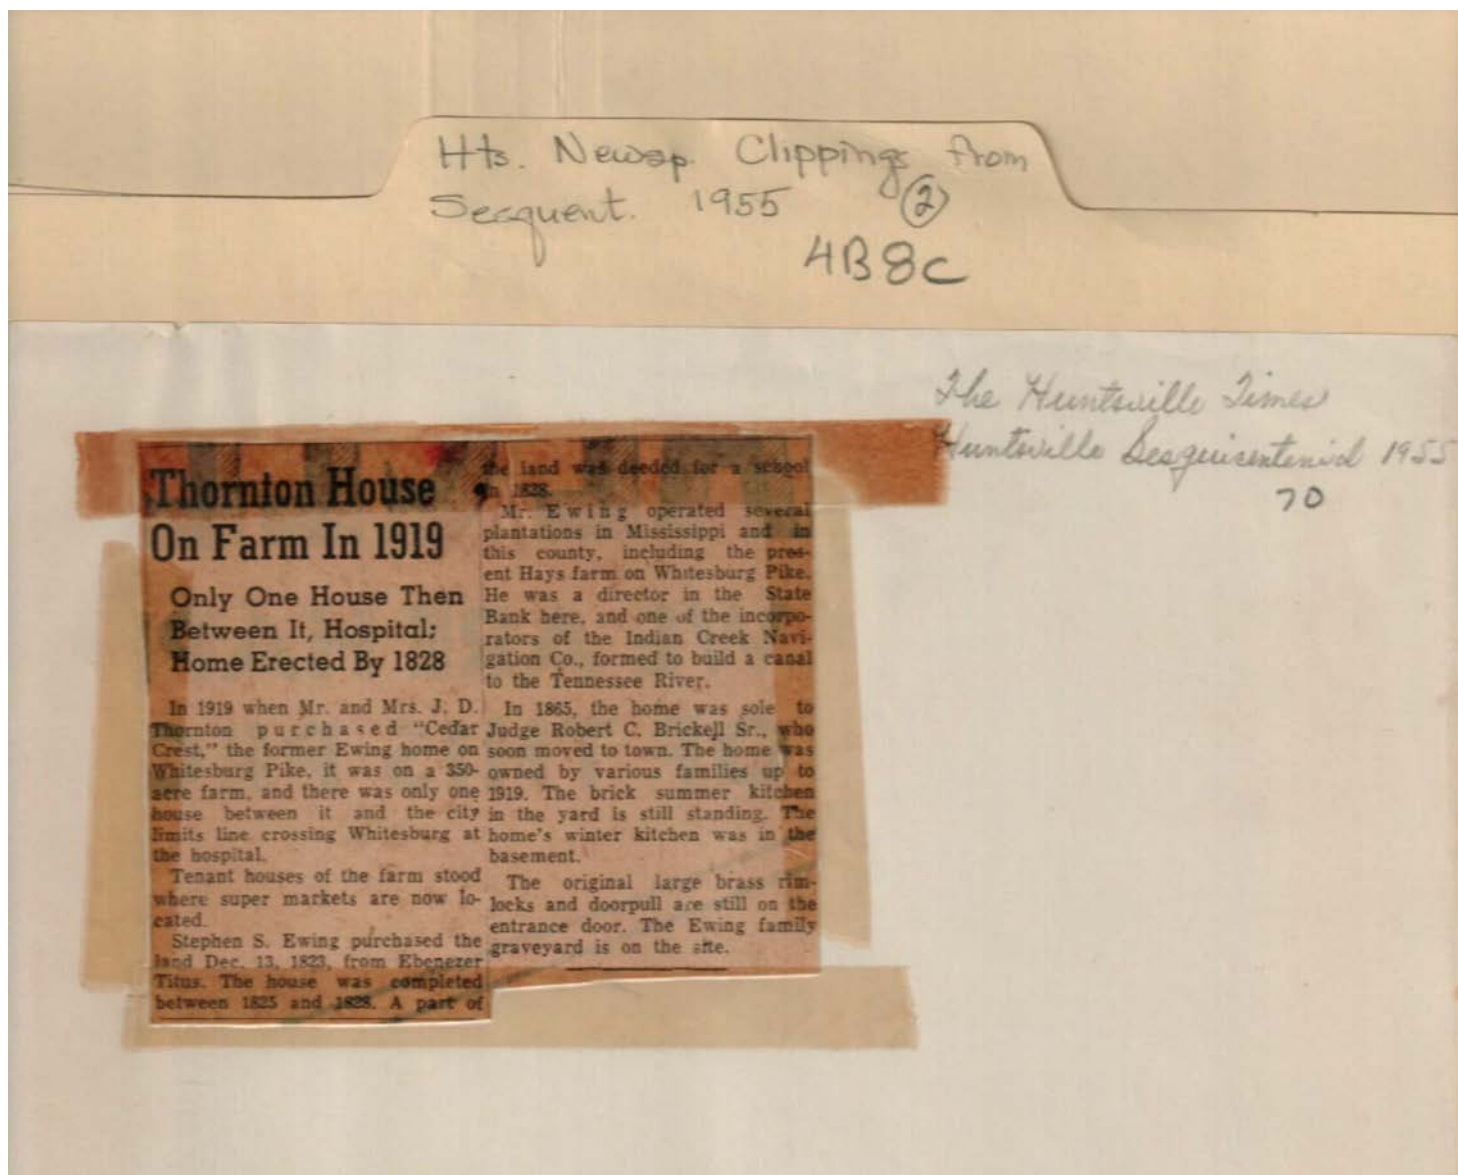 Hts. Newsp. Clippings from
Sesquent. 1955 ②
4B8C
The Huntsville Times
Huntsville Sesquicentenial 1955
70
Thornton House
On Farm In 1919
Only One House Then
Between It, Hospital;
Home Erected By 1828
In 1919 when Mr. and Mrs. J. D.
Thornton purchased "Cedar
Crest," the former Ewing home on
Whitesburg Pike, it was on a 350-
acre farm, and there was only one
house between it and the city
limits line crossing Whitesburg at
the hospital.
Tenant houses of the farm stood
where super markets are now lo-
cated.
Stephen S. Ewing purchased the
land Dec. 13, 1823, from Ebenezer
Titus. The house was completed
between 1825 and 1828. A part of
the land was deeded for a school
in 1828.
Mr. Ewing operated several
plantations in Mississippi and in
this county, including the pres-
ent Hays farm on Whitesburg Pike.
He was a director in the State
Bank here, and one of the incorpo-
rators of the Indian Creek Navi-
gation Co., formed to build a canal
to the Tennessee River.
In 1865, the home was sole to
Judge Robert C. Brickell Sr., who
soon moved to town. The home was
owned by various families up to
1919. The brick summer kitchen
in the yard is still standing. The
home's winter kitchen was in the
basement.
The original large brass rim-
locks and doorpull are still on the
entrance door. The Ewing family
graveyard is on the site.